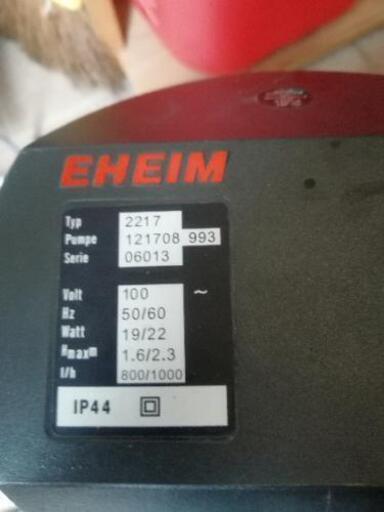 EHEIM
Typ 2217
Pumpe 121708 993
Serie 06013
Volt 100 ~
Hz 50/60
Watt 19/22
Hmax m 1.6/2.3
l/h 800/1000
IP44